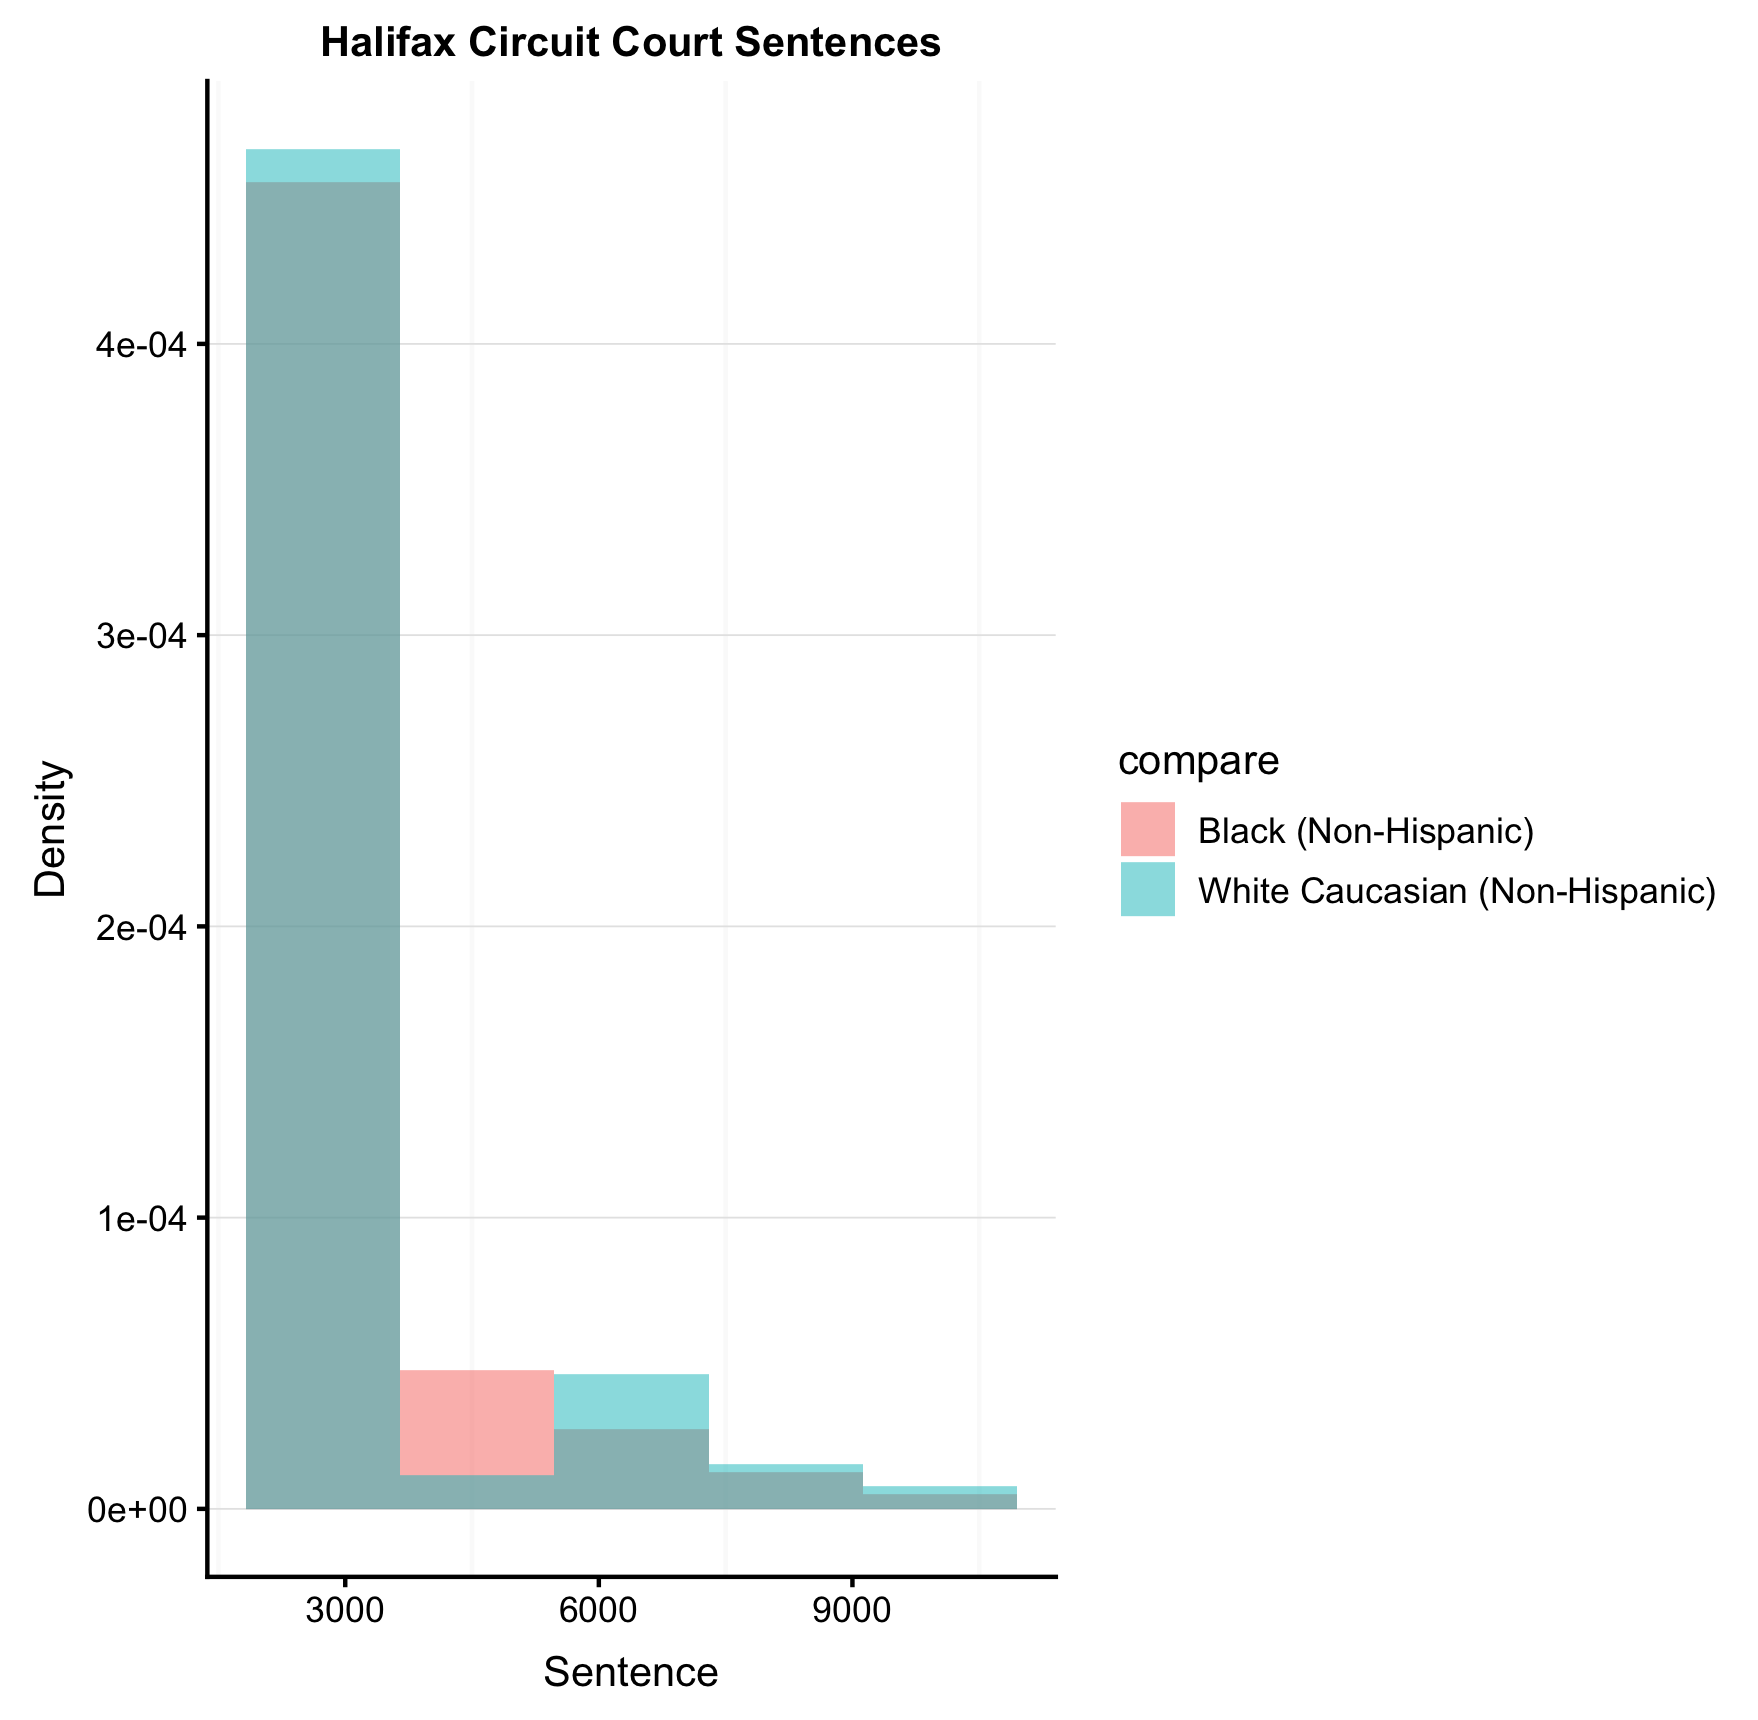 Halifax Circuit Court Sentences
4e-04
3e-04
2e-04
1e-04
0e+00
Density
3000
6000
9000
Sentence
compare
Black (Non-Hispanic)
White Caucasian (Non-Hispanic)